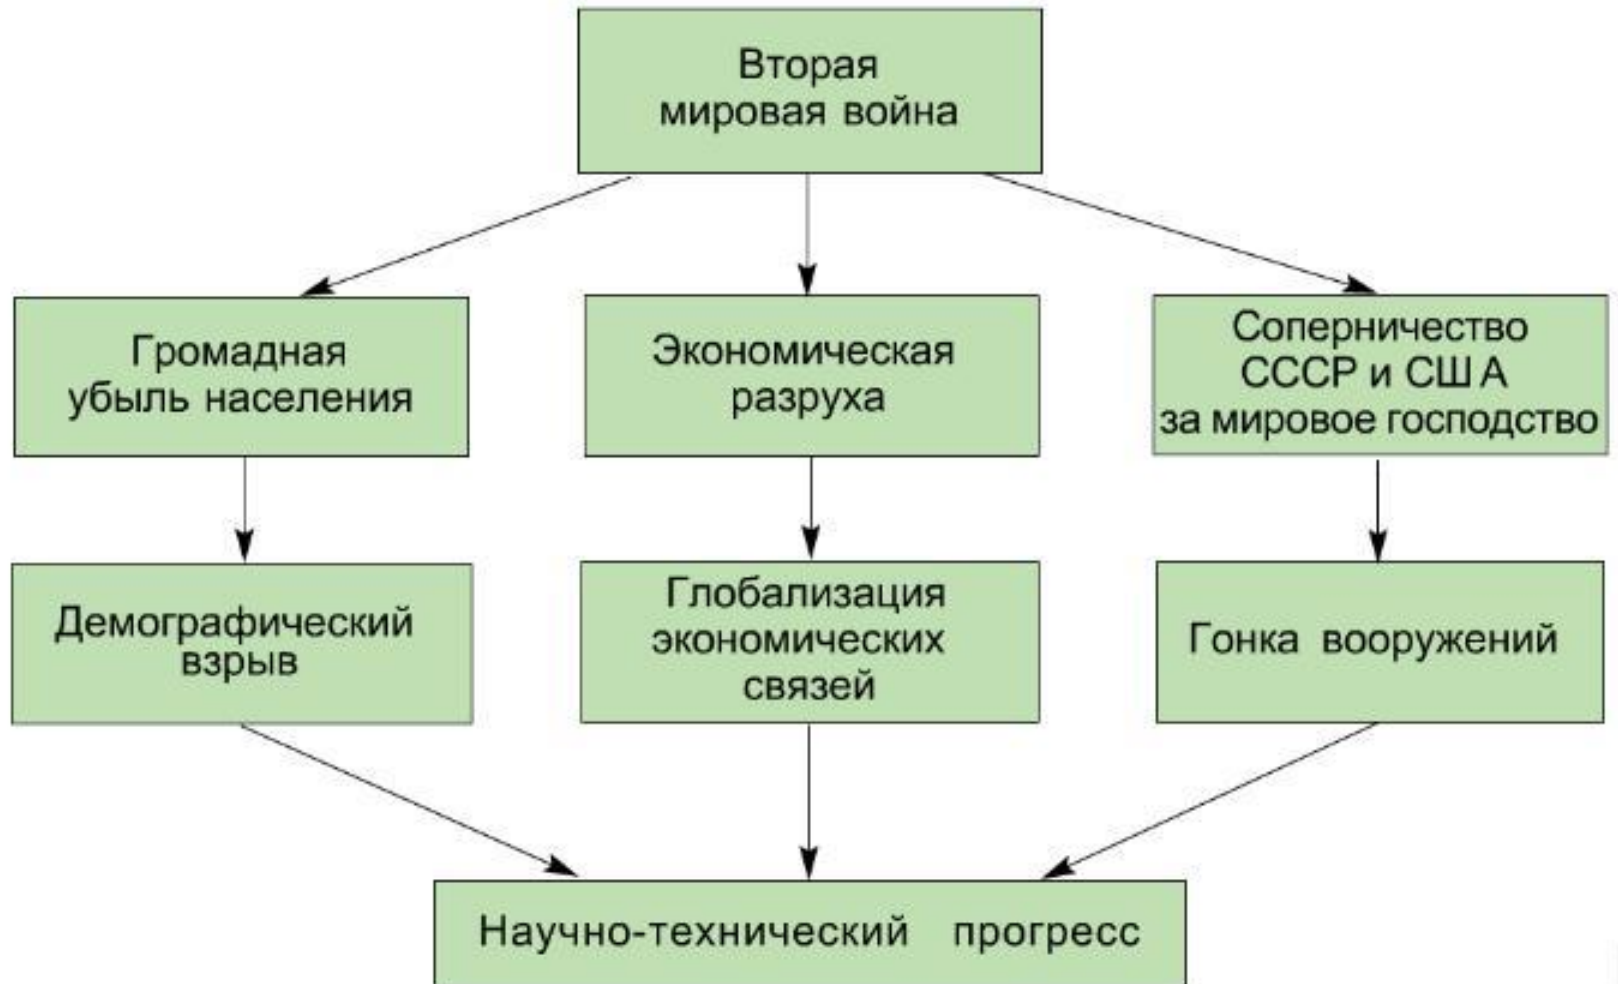 Вторая
мировая война
Громадная
убыль населения
Экономическая
разруха
Соперничество
СССР и США
за мировое господство
Демографический
взрыв
Глобализация
экономических
связей
Гонка вооружений
Научно-технический прогресс